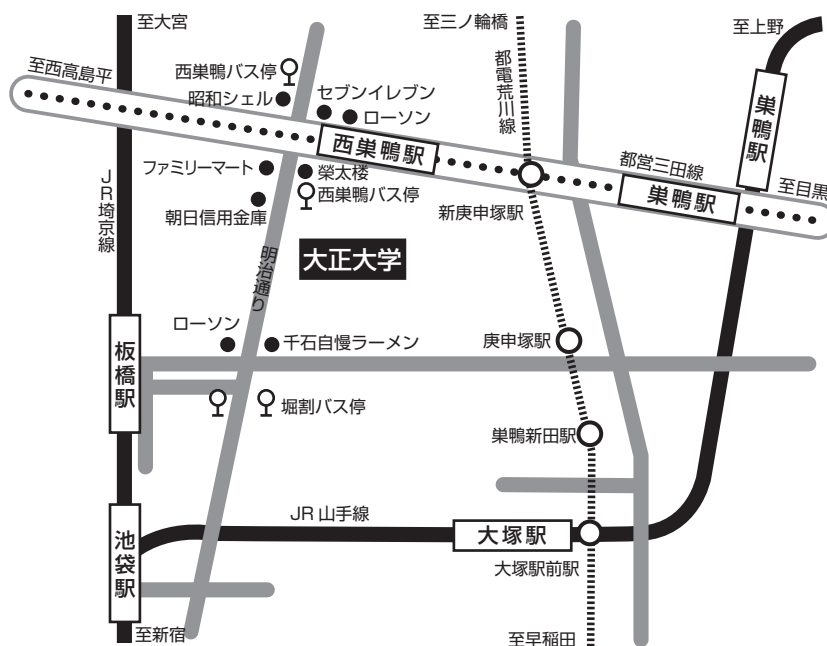 至大宮
至三ノ輪橋
至上野
至西高島平
西巣鴨バス停
都電荒川線
昭和シェル
セブンイレブン
ローソン
巣鴨駅
西巣鴨駅
都営三田線
ファミリーマート
榮太楼
巣鴨駅
至目黒
JR埼京線
西巣鴨バス停
朝日信用金庫
新庚申塚駅
大正大学
明治通り
ローソン
千石自慢ラーメン
庚申塚駅
板橋駅
堀割バス停
巣鴨新田駅
JR山手線
大塚駅
池袋駅
大塚駅前駅
至新宿
至早稲田